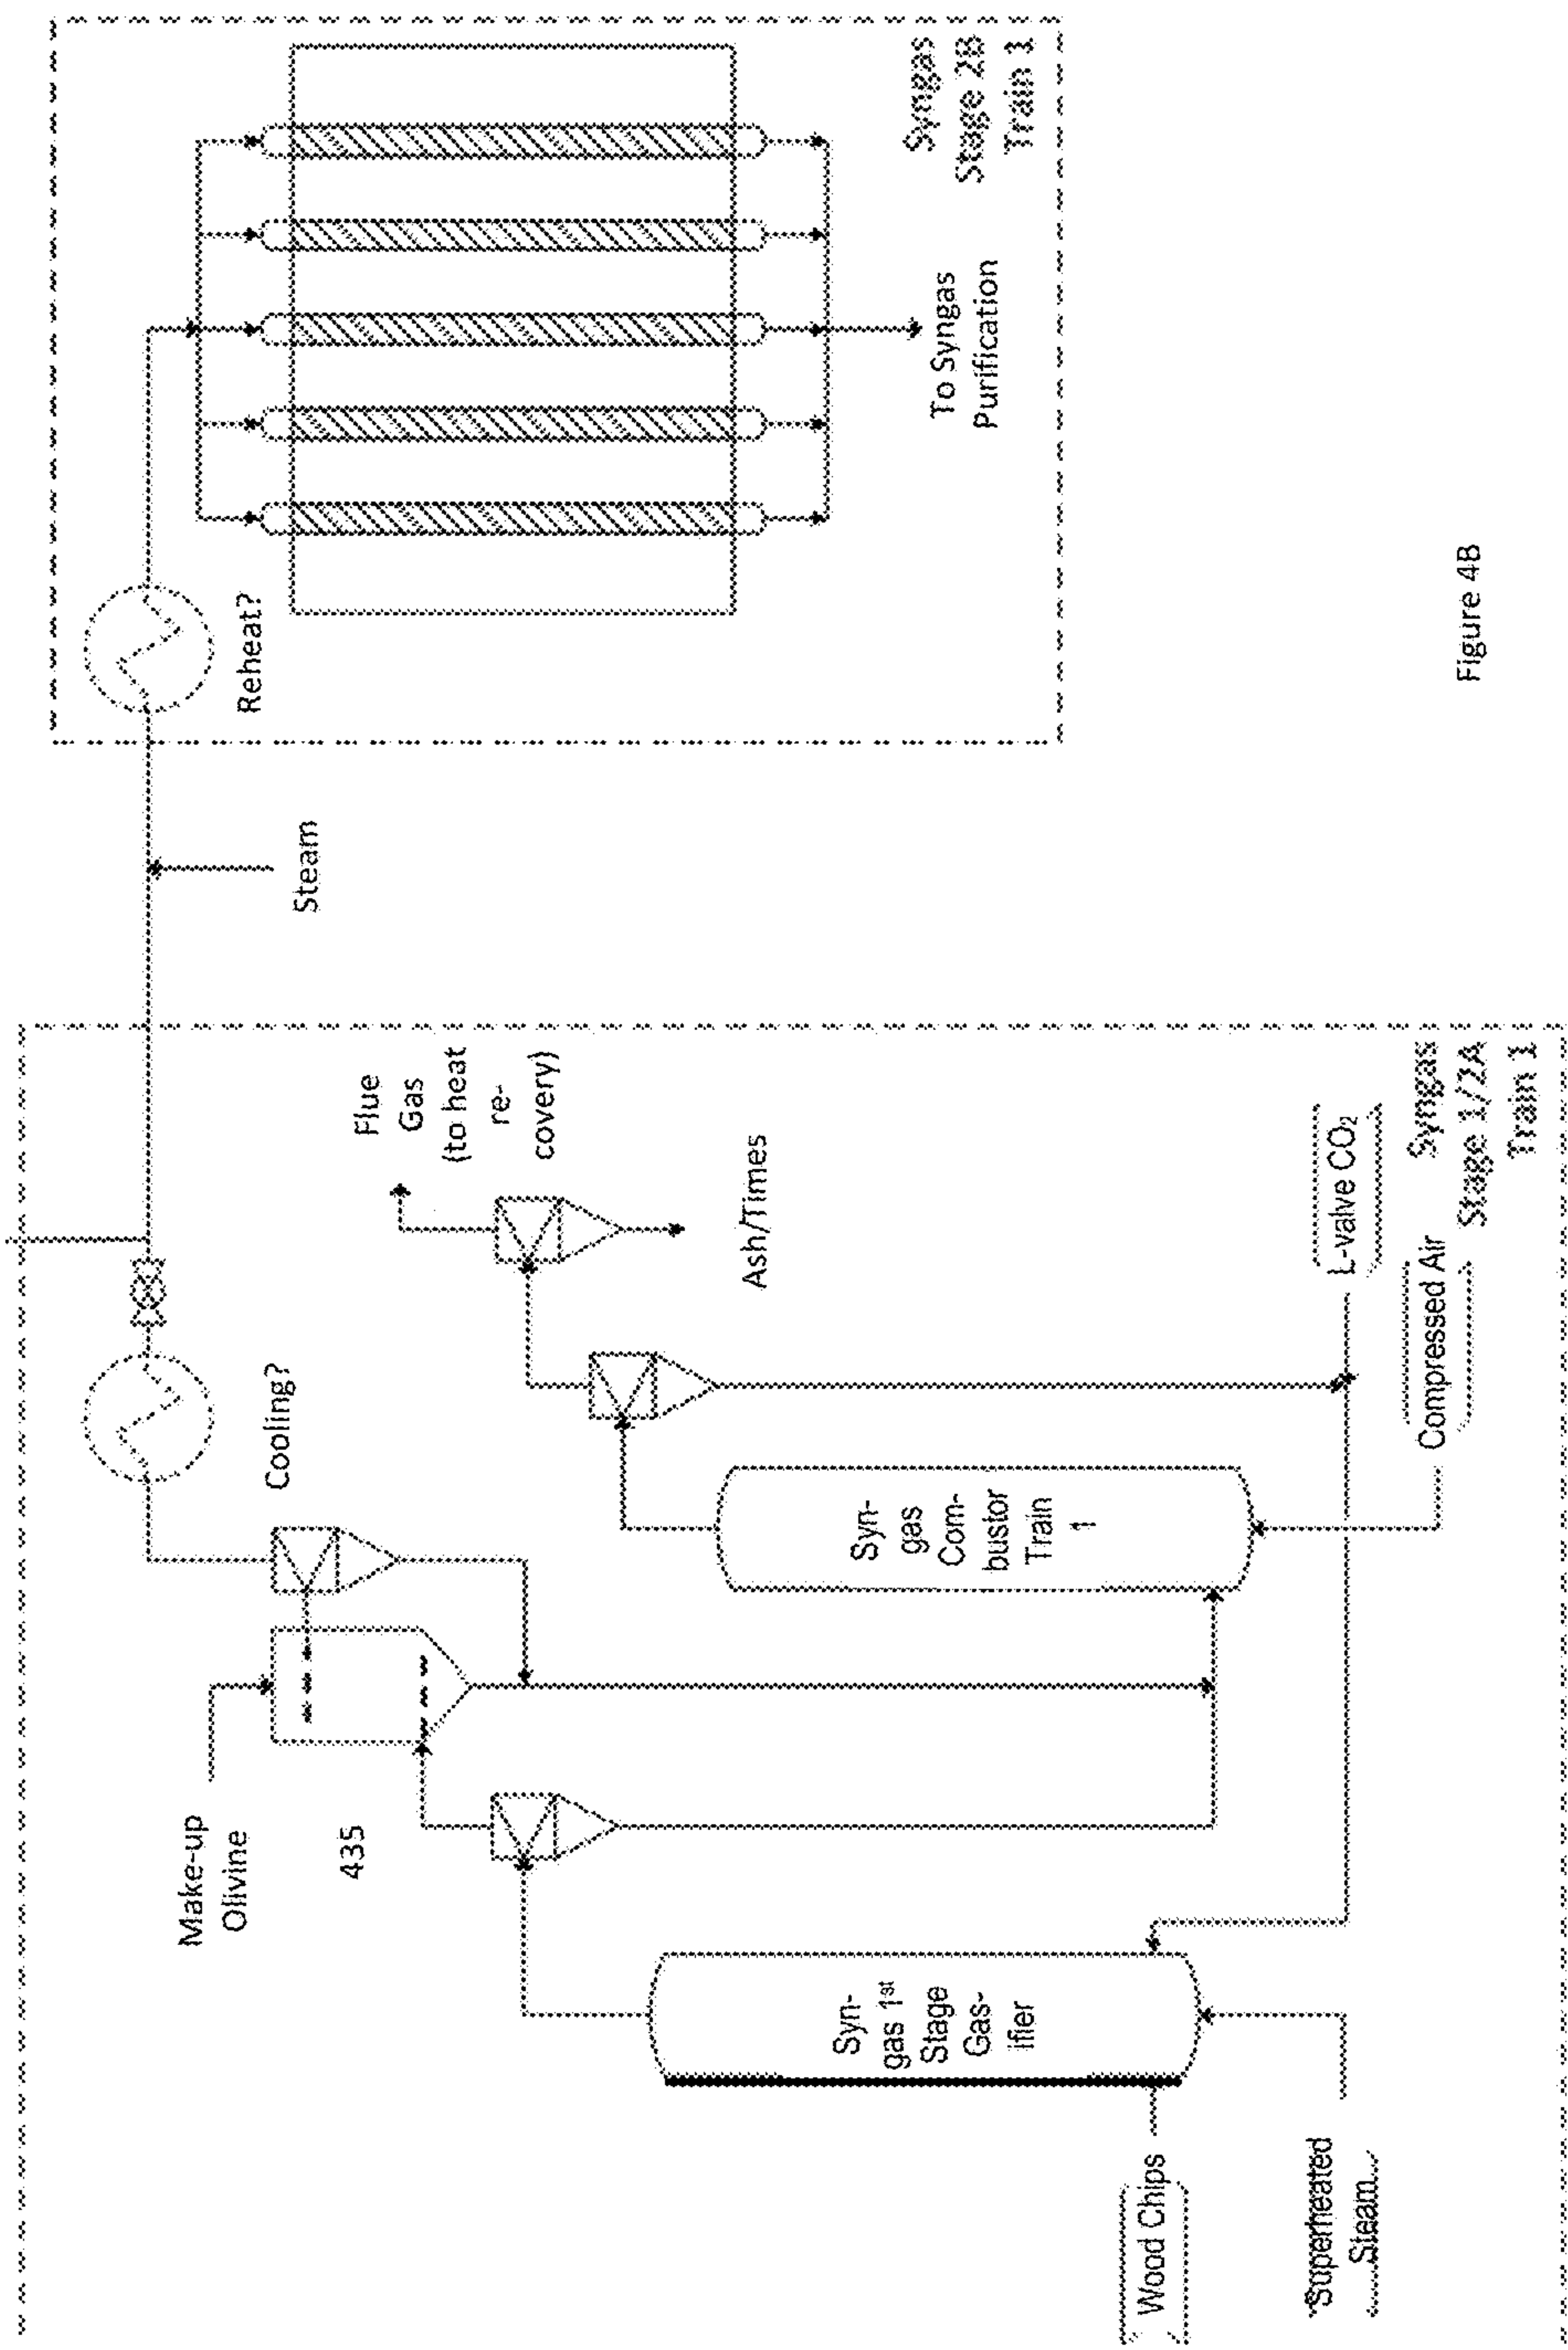 Make-up
Olivine
435
Cooling?
Flue
Gas
(to heat
re-
covery)
Ash/Times
Syn-
gas 1st
Stage
Gas-
ifier
Syn-
gas
Com-
bustor
Train
1
Wood Chips
Superheated
Steam
L-valve CO₂
Compressed Air
Syngas
Stage 1/2A
Train 1
Steam
Reheat?
To Syngas
Purification
Syngas
Stage 2B
Train 1
Figure 4B